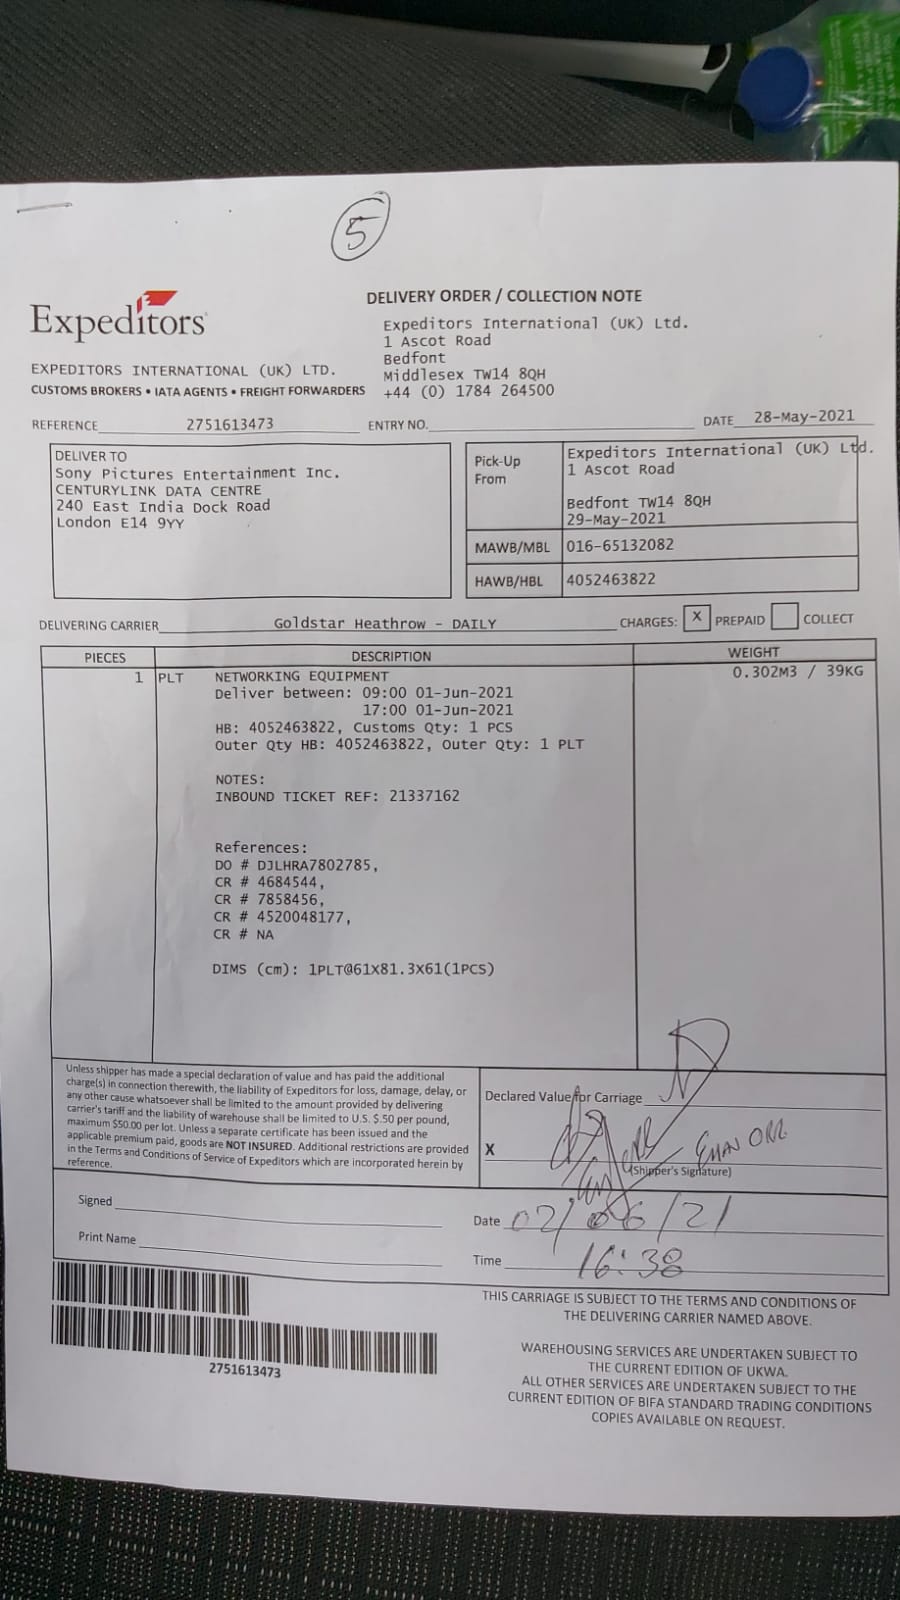 5
Expeditors
EXPEDITORS INTERNATIONAL (UK) LTD.
CUSTOMS BROKERS • IATA AGENTS • FREIGHT FORWARDERS
DELIVERY ORDER / COLLECTION NOTE
Expeditors International (UK) Ltd.
1 Ascot Road
Bedfont
Middlesex TW14 8QH
+44 (0) 1784 264500
REFERENCE 2751613473 ENTRY NO. DATE 28-May-2021
DELIVER TO
Sony Pictures Entertainment Inc.
CENTURYLINK DATA CENTRE
240 East India Dock Road
London E14 9YY
Pick-Up From
Expeditors International (UK) Ltd.
1 Ascot Road
Bedfont TW14 8QH
29-May-2021
MAWB/MBL 016-65132082
HAWB/HBL 4052463822
DELIVERING CARRIER Goldstar Heathrow - DAILY CHARGES: X PREPAID COLLECT
PIECES DESCRIPTION WEIGHT
1 PLT NETWORKING EQUIPMENT 0.302M3 / 39KG
Deliver between: 09:00 01-Jun-2021
17:00 01-Jun-2021
HB: 4052463822, Customs Qty: 1 PCS
Outer Qty HB: 4052463822, Outer Qty: 1 PLT
NOTES:
INBOUND TICKET REF: 21337162
References:
DO # DJLHRA7802785,
CR # 4684544,
CR # 7858456,
CR # 4520048177,
CR # NA
DIMS (cm): 1PLT@61X81.3X61(1PCS)
Unless shipper has made a special declaration of value and has paid the additional
charge(s) in connection therewith, the liability of Expeditors for loss, damage, delay, or
any other cause whatsoever shall be limited to the amount provided by delivering
carrier's tariff and the liability of warehouse shall be limited to U.S. $.50 per pound,
maximum $50.00 per lot. Unless a separate certificate has been issued and the
applicable premium paid, goods are NOT INSURED. Additional restrictions are provided
in the Terms and Conditions of Service of Expeditors which are incorporated herein by
reference.
Declared Value for Carriage
X
(Shipper's Signature)
Signed
Print Name
Date 02/06/21
Time 16:38
2751613473
THIS CARRIAGE IS SUBJECT TO THE TERMS AND CONDITIONS OF
THE DELIVERING CARRIER NAMED ABOVE.
WAREHOUSING SERVICES ARE UNDERTAKEN SUBJECT TO
THE CURRENT EDITION OF UKWA.
ALL OTHER SERVICES ARE UNDERTAKEN SUBJECT TO THE
CURRENT EDITION OF BIFA STANDARD TRADING CONDITIONS
COPIES AVAILABLE ON REQUEST.